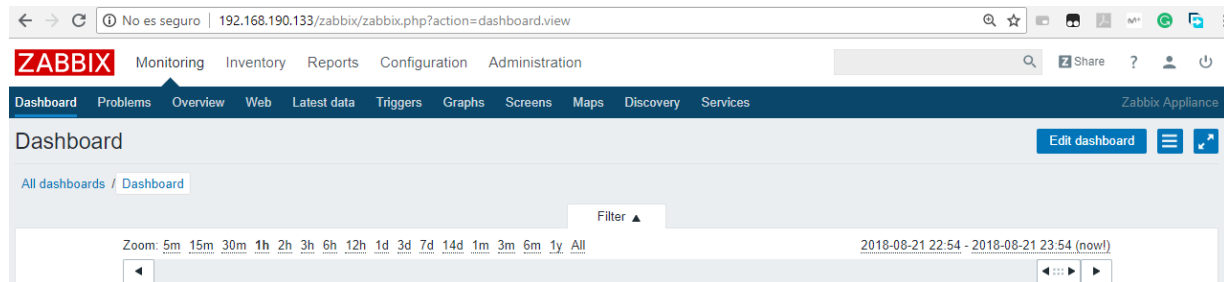 No es seguro | 192.168.190.133/zabbix/zabbix.php?action=dashboard.view
ZABBIX Monitoring Inventory Reports Configuration Administration Z Share ?
Dashboard Problems Overview Web Latest data Triggers Graphs Screens Maps Discovery Services Zabbix Appliance
Dashboard Edit dashboard
All dashboards / Dashboard
Filter ▲
Zoom: 5m 15m 30m 1h 2h 3h 6h 12h 1d 3d 7d 14d 1m 3m 6m 1y All 2018-08-21 22:54 - 2018-08-21 23:54 (now!)